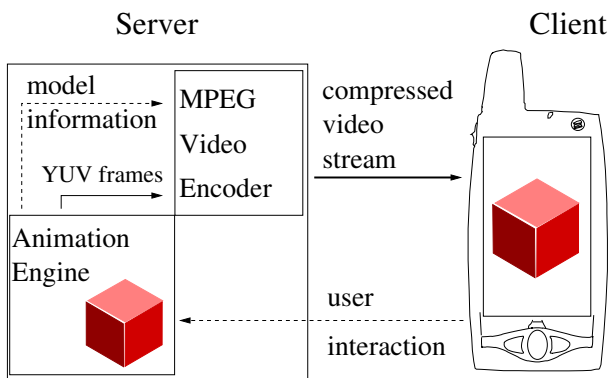 Server
Client
model
information
MPEG
Video
Encoder
YUV frames
compressed
video
stream
Animation
Engine
user
interaction